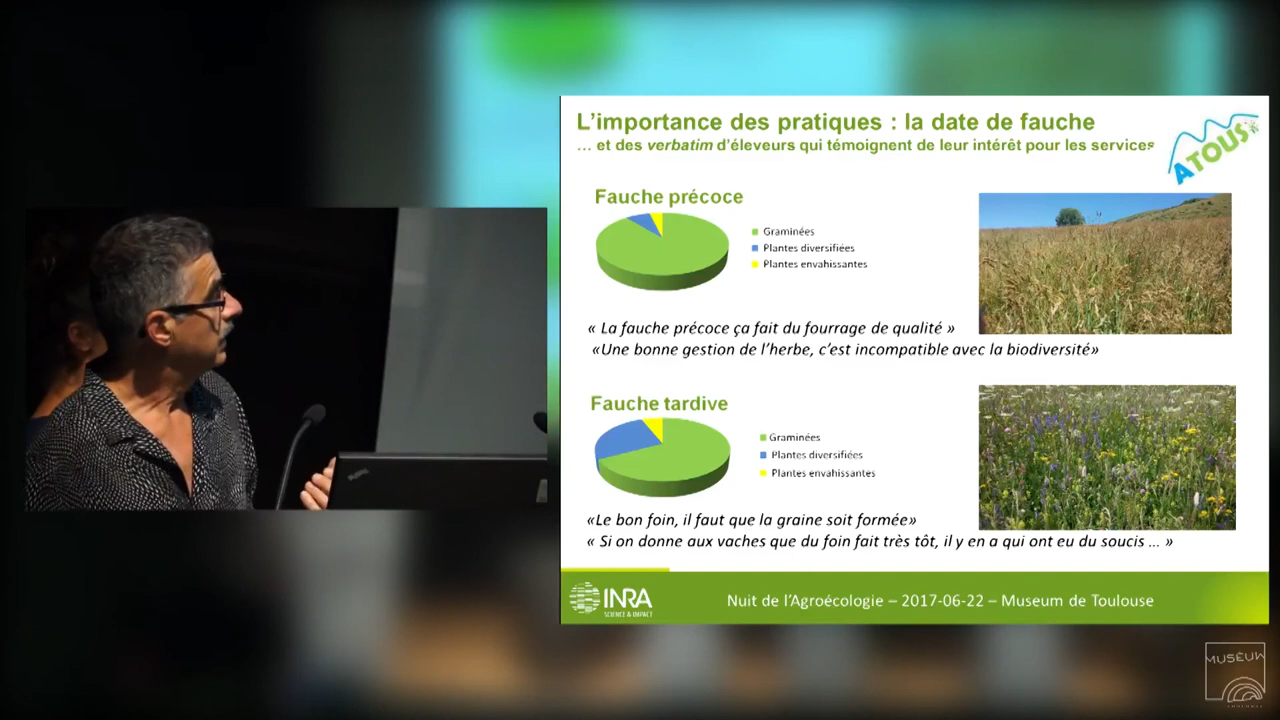 L'importance des pratiques : la date de fauche
... et des verbatim d'éleveurs qui témoignent de leur intérêt pour les services
ATOUS
Fauche précoce
Graminées
Plantes diversifiées
Plantes envahissantes
« La fauche précoce ça fait du fourrage de qualité »
«Une bonne gestion de l'herbe, c'est incompatible avec la biodiversité»
Fauche tardive
Graminées
Plantes diversifiées
Plantes envahissantes
«Le bon foin, il faut que la graine soit formée»
« Si on donne aux vaches que du foin fait très tôt, il y en a qui ont eu du soucis ... »
INRA
SCIENCE & IMPACT
Nuit de l'Agroécologie – 2017-06-22 – Museum de Toulouse
MUSEUM
TOULOUSE